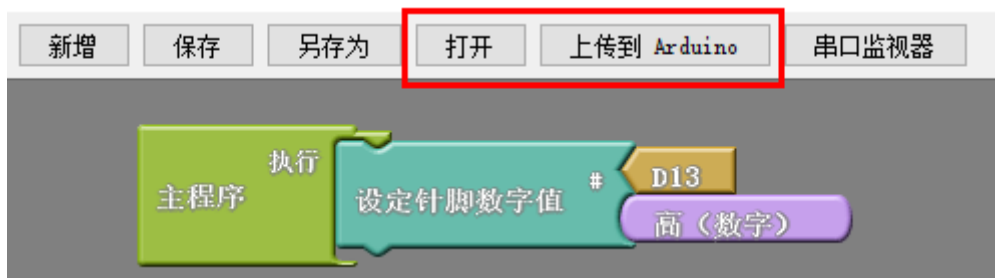 新增 保存 另存为 打开 上传到 Arduino 串口监视器
执行
主程序
设定针脚数字值 # D13
高（数字）